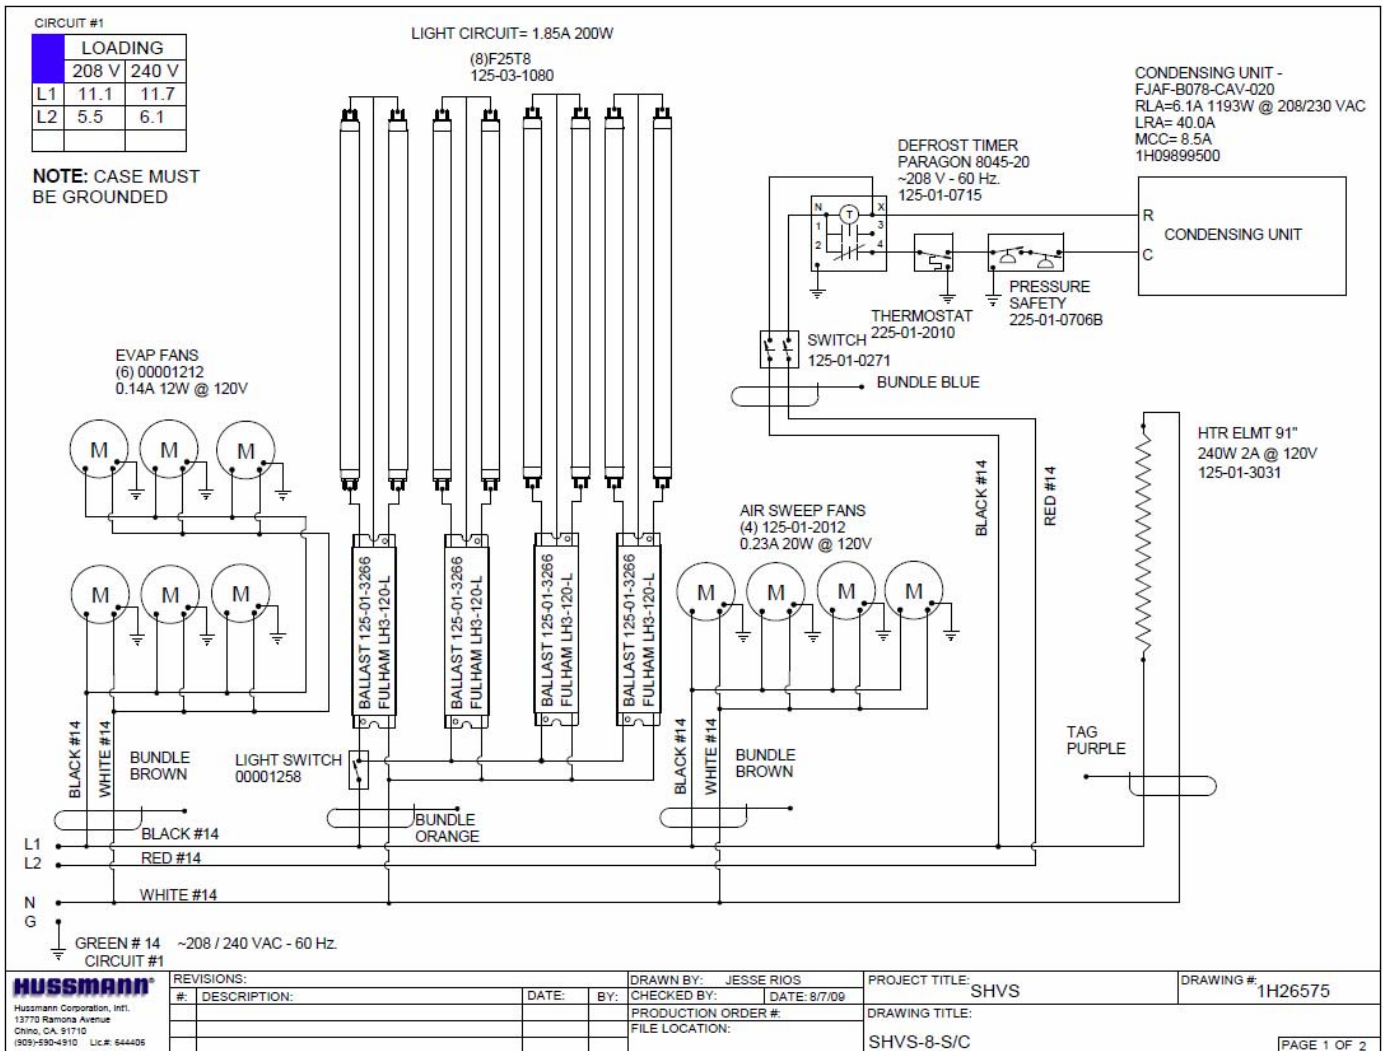 CIRCUIT #1
LOADING
208 V 240 V
L1 11.1 11.7
L2 5.5 6.1
NOTE: CASE MUST
BE GROUNDED
LIGHT CIRCUIT= 1.85A 200W
(8)F25T8
125-03-1080
CONDENSING UNIT -
FJAF-B078-CAV-020
RLA=6.1A 1193W @ 208/230 VAC
LRA= 40.0A
MCC= 8.5A
1H09899500
DEFROST TIMER
PARAGON 8045-20
~208 V - 60 Hz.
125-01-0715
N T X
1 3
2 4
R
CONDENSING UNIT
C
PRESSURE
SAFETY
225-01-0706B
THERMOSTAT
225-01-2010
SWITCH
125-01-0271
BUNDLE BLUE
EVAP FANS
(6) 00001212
0.14A 12W @ 120V
M M M
M M M
HTR ELMT 91"
240W 2A @ 120V
125-01-3031
BLACK #14
RED #14
AIR SWEEP FANS
(4) 125-01-2012
0.23A 20W @ 120V
M M M M
BALLAST 125-01-3266
FULHAM LH3-120-L
BALLAST 125-01-3266
FULHAM LH3-120-L
BALLAST 125-01-3266
FULHAM LH3-120-L
BALLAST 125-01-3266
FULHAM LH3-120-L
BLACK #14
WHITE #14
BUNDLE
BROWN
LIGHT SWITCH
00001258
BLACK #14
WHITE #14
BUNDLE
BROWN
TAG
PURPLE
BUNDLE
ORANGE
L1 BLACK #14
L2 RED #14
N WHITE #14
G
GREEN # 14 ~208 / 240 VAC - 60 Hz.
CIRCUIT #1
HUSSMANN®
Hussmann Corporation, Int'l.
13770 Ramona Avenue
Chino, CA. 91710
(909)-590-4910 Lic.#: 644406
REVISIONS:
#: DESCRIPTION: DATE: BY:
DRAWN BY: JESSE RIOS
CHECKED BY: DATE: 8/7/09
PRODUCTION ORDER #:
FILE LOCATION:
PROJECT TITLE: SHVS
DRAWING #: 1H26575
DRAWING TITLE:
SHVS-8-S/C
PAGE 1 OF 2